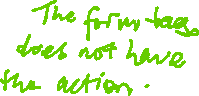 The form tag
does not have
the action.